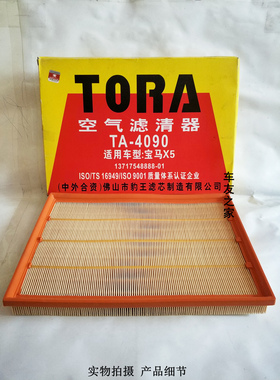 TORA
空气滤清器
TA-4090
适用车型:宝马X5
13717548888-01
ISO/TS 16949/ISO 9001 质量体系认证企业
(中外合资)佛山市豹王滤芯制造有限公司
车友之家
实物拍摄 产品细节